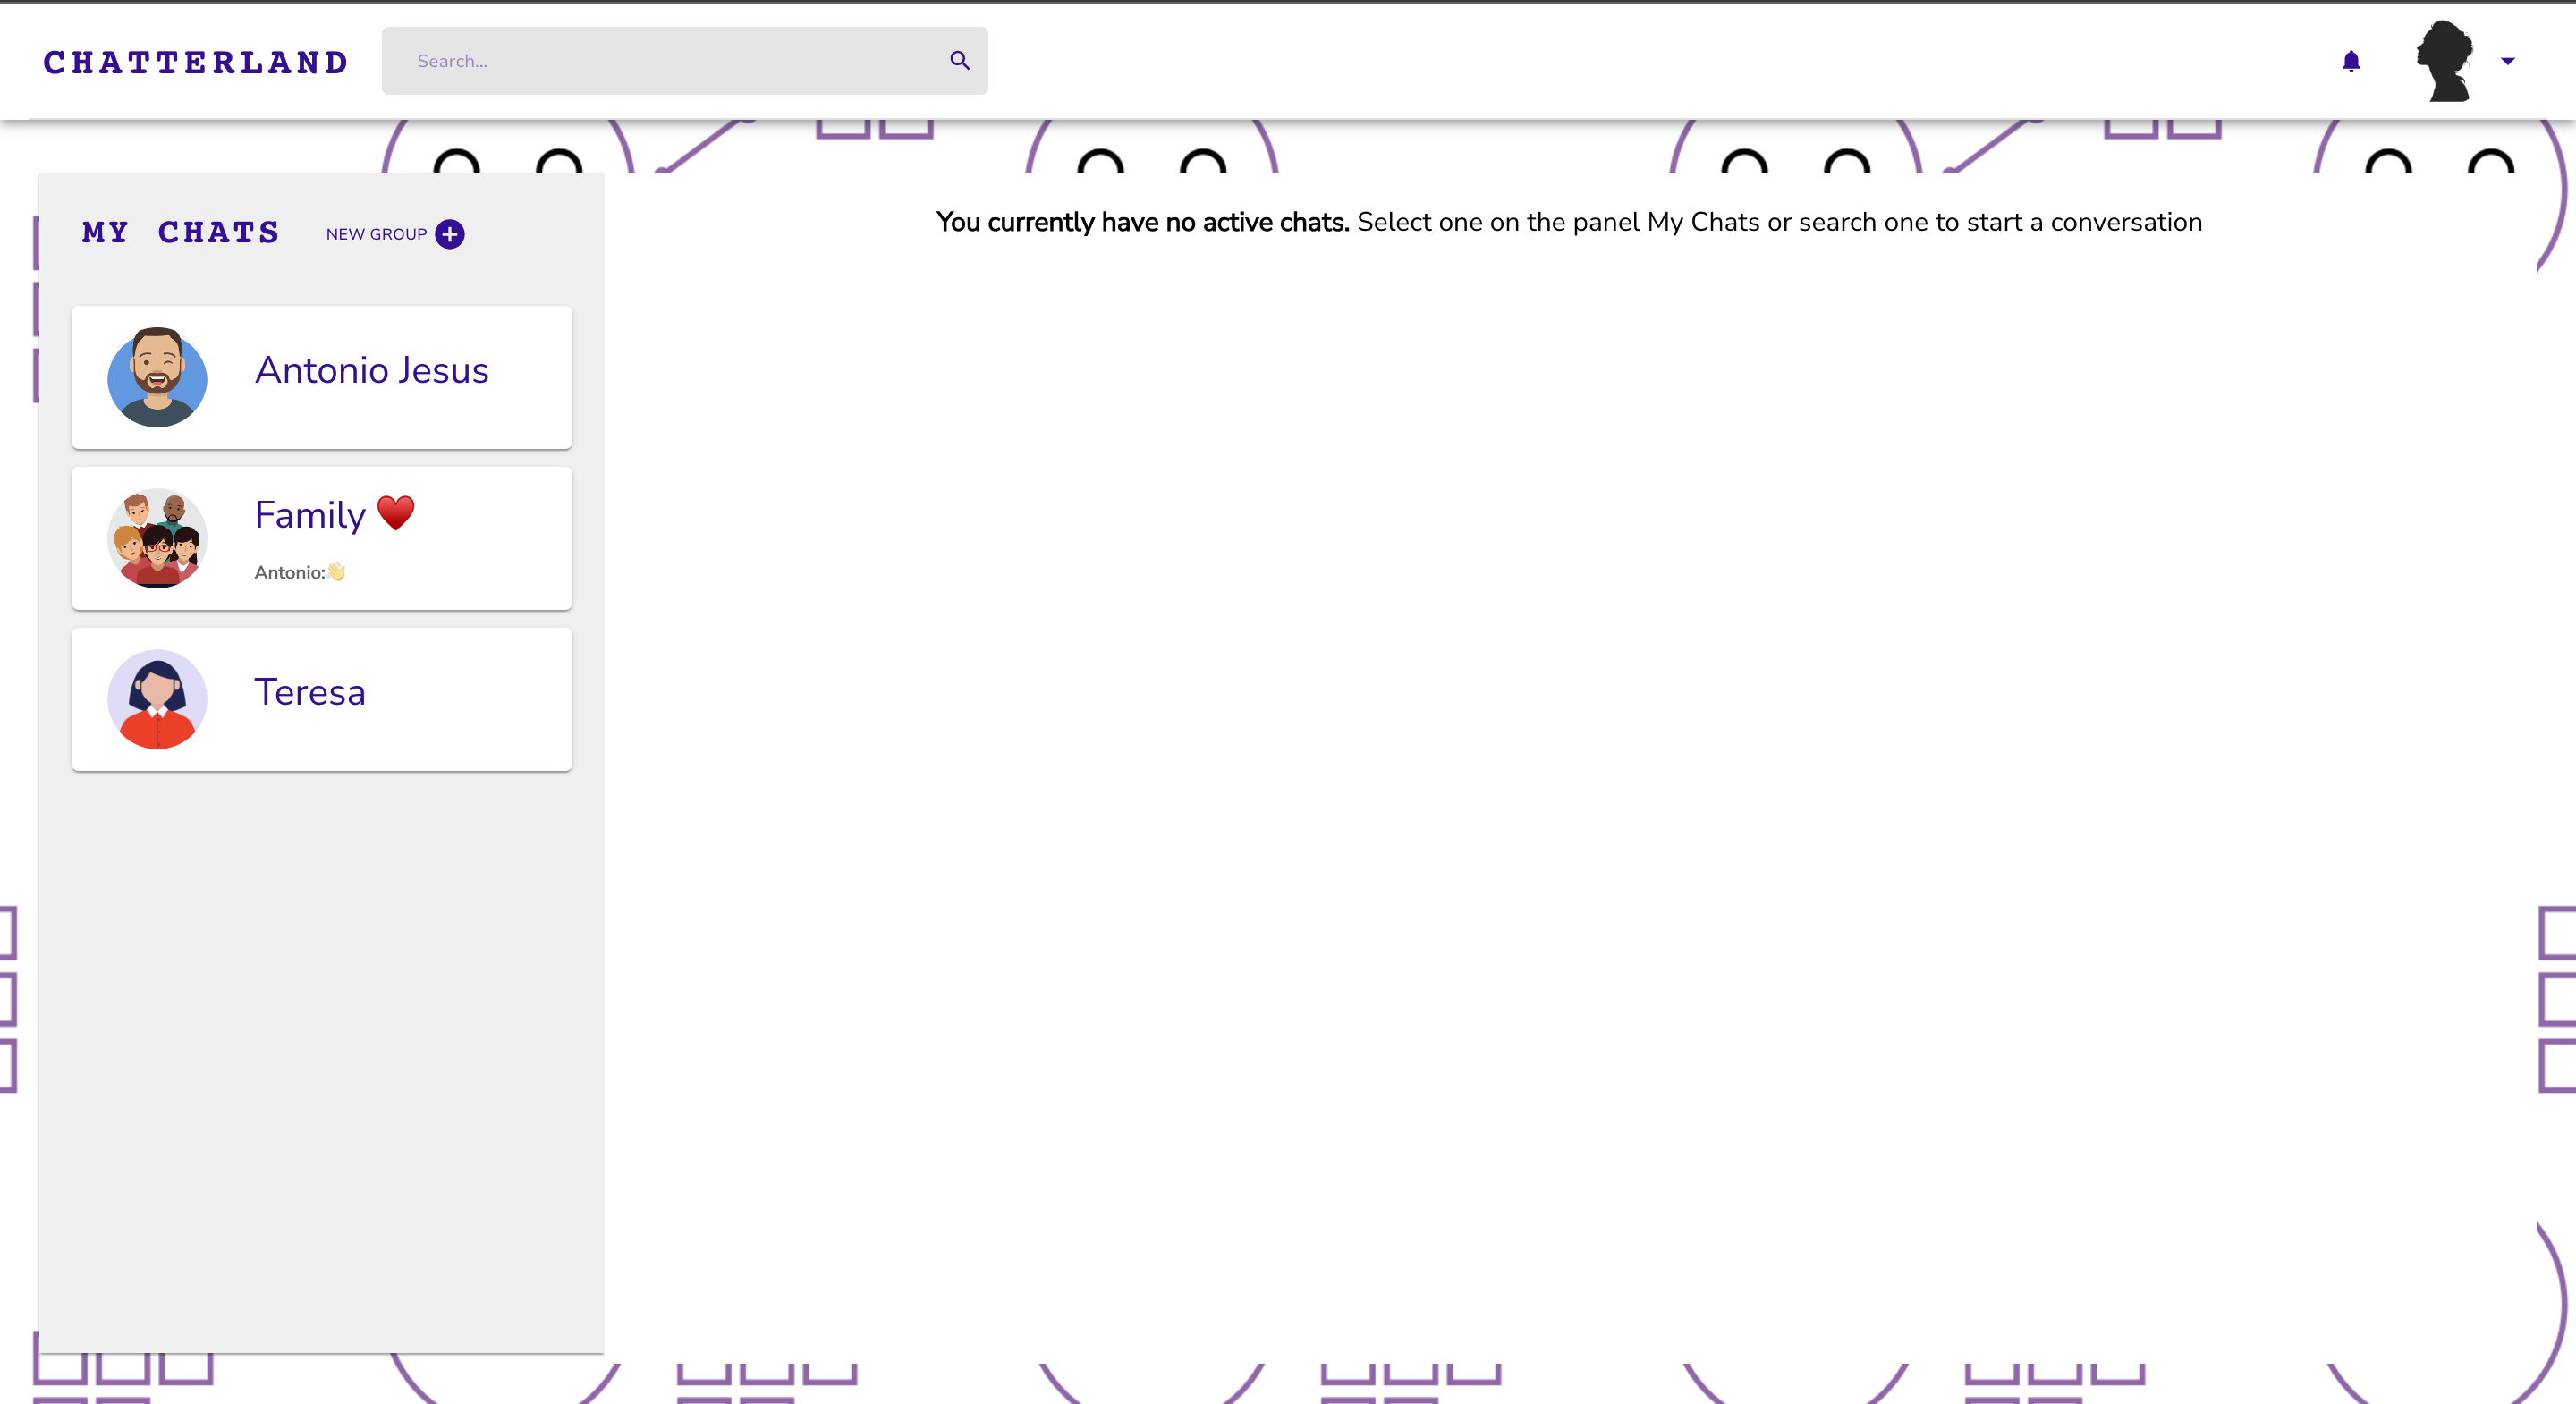 CHATTERLAND
Search...
MY CHATS
NEW GROUP
Antonio Jesus
Family ❤️
Antonio:👋
Teresa
You currently have no active chats. Select one on the panel My Chats or search one to start a conversation